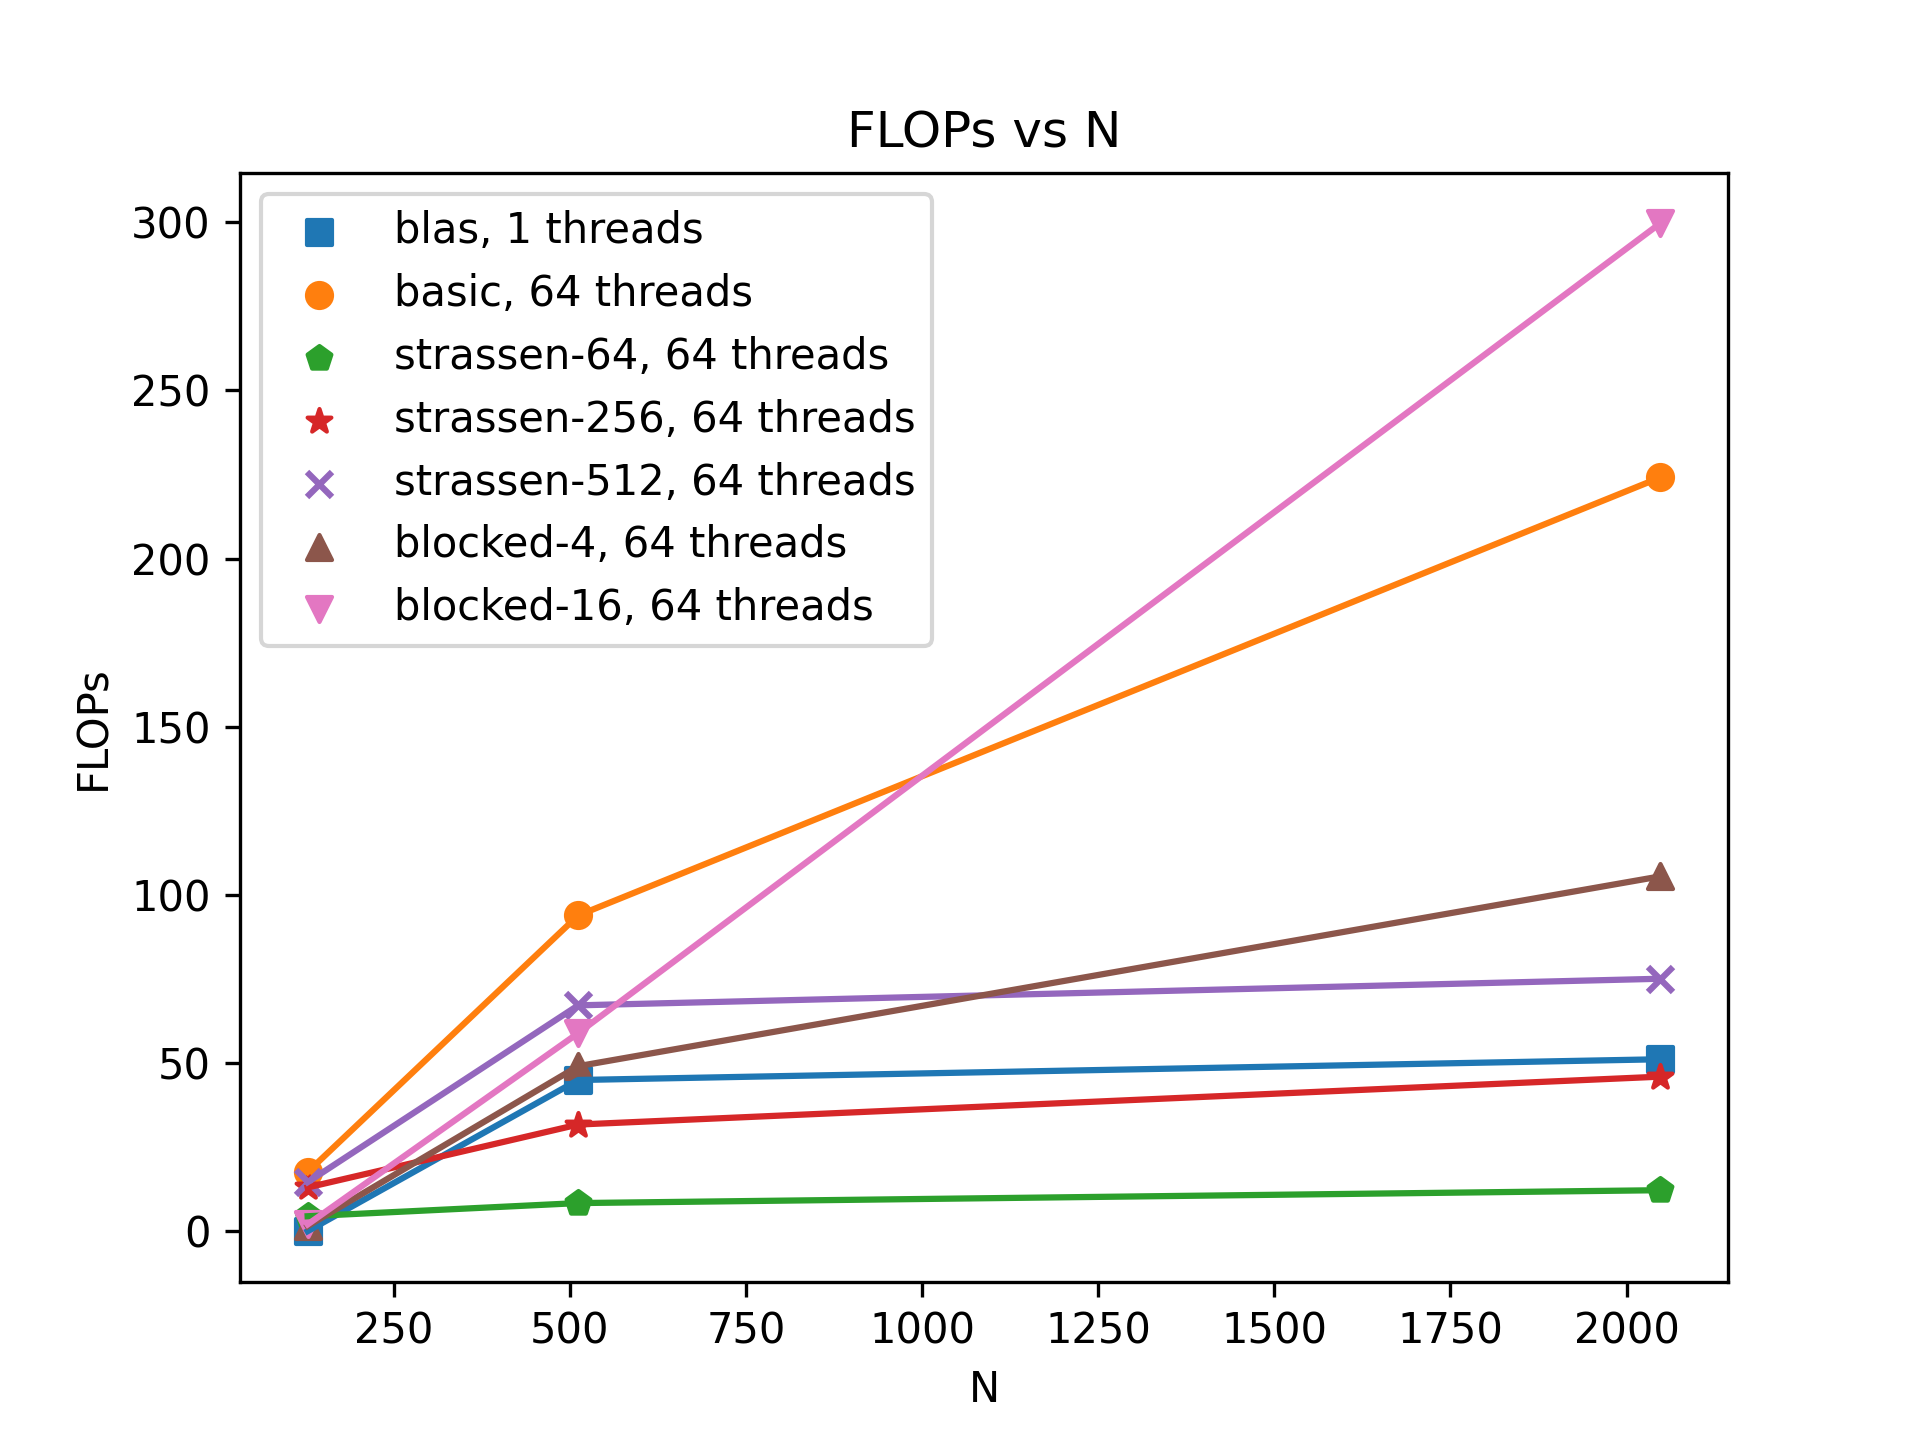 FLOPs vs N
blas, 1 threads
basic, 64 threads
strassen-64, 64 threads
strassen-256, 64 threads
strassen-512, 64 threads
blocked-4, 64 threads
blocked-16, 64 threads
300
250
200
150
100
50
0
FLOPs
250 500 750 1000 1250 1500 1750 2000
N